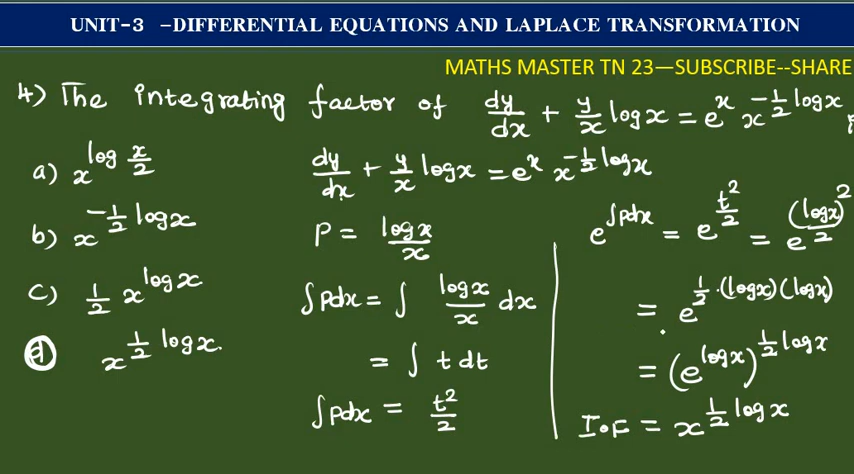 UNIT-3 -DIFFERENTIAL EQUATIONS AND LAPLACE TRANSFORMATION
MATHS MASTER TN 23—SUBSCRIBE--SHARE
4) The integrating factor of dy/dx + y/x log x = e^x x^(-1/2 log x)
a) x^(log x/2)
b) x^(-1/2 log x)
c) 1/2 x^(log x)
d) x^(1/2 log x)
dy/dx + y/x log x = e^x x^(-1/2 log x)
P = log x / x
∫pdx = ∫ log x / x dx
= ∫ t dt
∫pdx = t²/2
e^(∫pdx) = e^(t²/2) = e^((log x)²/2)
= e^(1/2 · (log x)(log x))
= (e^(log x))^(1/2 log x)
I.F = x^(1/2 log x)